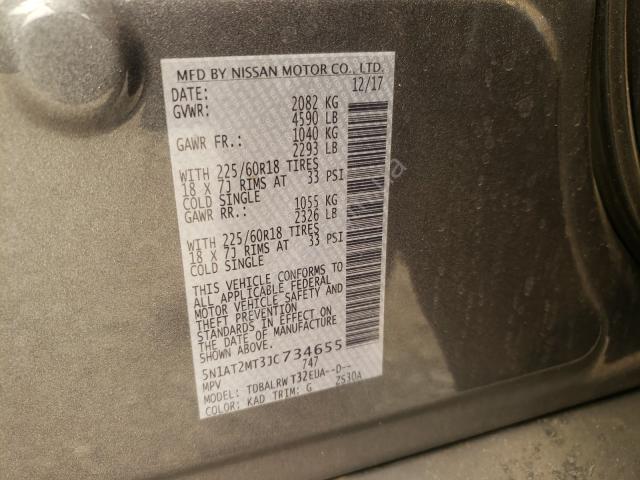 MFD BY NISSAN MOTOR CO., LTD.
DATE: 12/17
GVWR: 2082 KG
4590 LB
GAWR FR.: 1040 KG
2293 LB
WITH 225/60R18 TIRES
18 X 7J RIMS AT 33 PSI
COLD SINGLE
GAWR RR.: 1055 KG
2326 LB
WITH 225/60R18 TIRES
18 X 7J RIMS AT 33 PSI
COLD SINGLE
THIS VEHICLE CONFORMS TO
ALL APPLICABLE FEDERAL
MOTOR VEHICLE SAFETY AND
THEFT PREVENTION
STANDARDS IN EFFECT ON
THE DATE OF MANUFACTURE
SHOWN ABOVE.
5N1AT2MT3JC734655
MPV 747
MODEL: TDBALRWT32EUA--D--
COLOR: KAD TRIM: G ZS30A